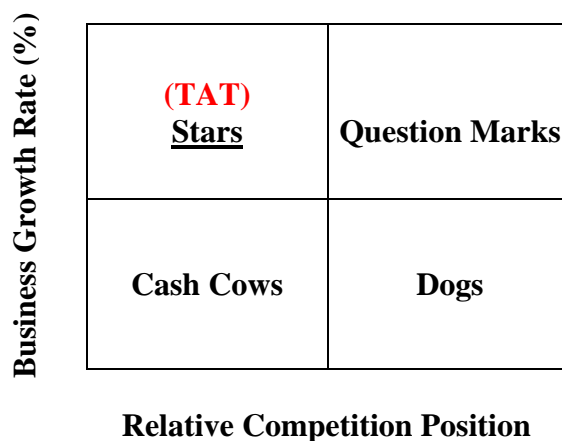 Business Growth Rate (%)
(TAT)
Stars
Question Marks
Cash Cows
Dogs
Relative Competition Position